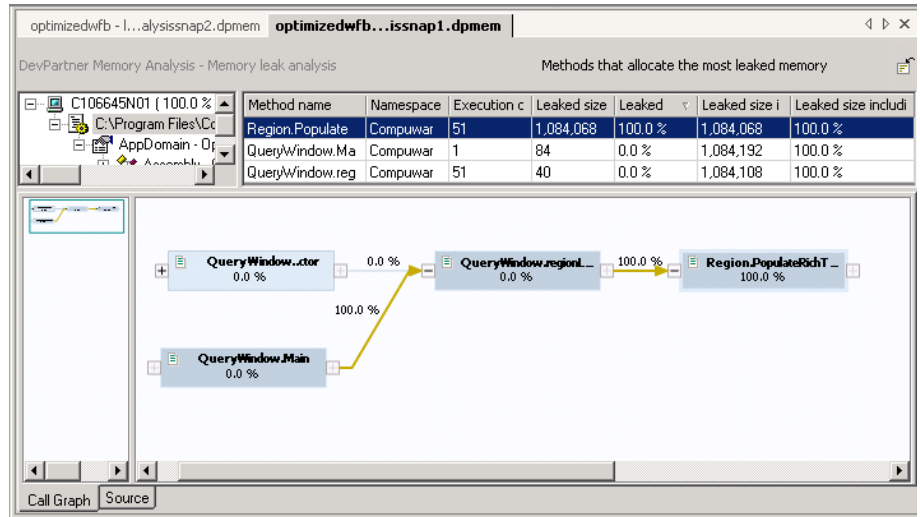 optimizedwfb - l...alysissnap2.dpmem optimizedwfb...issnap1.dpmem
DevPartner Memory Analysis - Memory leak analysis Methods that allocate the most leaked memory
C106645N01 (100.0 %
C:\Program Files\Co
AppDomain - Op
Method name Namespace Execution c Leaked size Leaked Leaked size i Leaked size includi
Region.Populate Compuwar 51 1,084,068 100.0 % 1,084,068 100.0 %
QueryWindow.Ma Compuwar 1 84 0.0 % 1,084,192 100.0 %
QueryWindow.reg Compuwar 51 40 0.0 % 1,084,108 100.0 %
QueryWindow..ctor
0.0 %
0.0 %
QueryWindow.regionL...
0.0 %
100.0 %
Region.PopulateRichT...
100.0 %
100.0 %
QueryWindow.Main
0.0 %
Call Graph Source